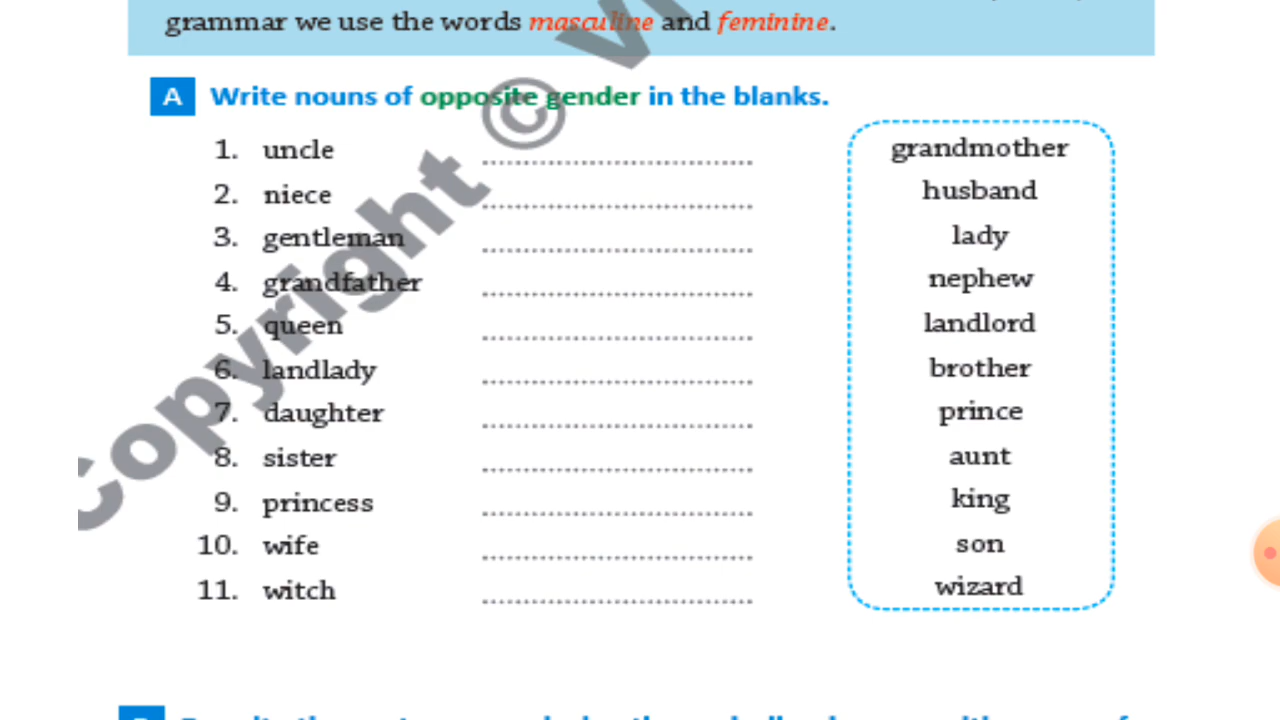 grammar we use the words masculine and feminine.
A Write nouns of opposite gender in the blanks.
1. uncle ........................................
2. niece ........................................
3. gentleman ........................................
4. grandfather ........................................
5. queen ........................................
6. landlady ........................................
7. daughter ........................................
8. sister ........................................
9. princess ........................................
10. wife ........................................
11. witch ........................................
grandmother
husband
lady
nephew
landlord
brother
prince
aunt
king
son
wizard
Copyright © Vi